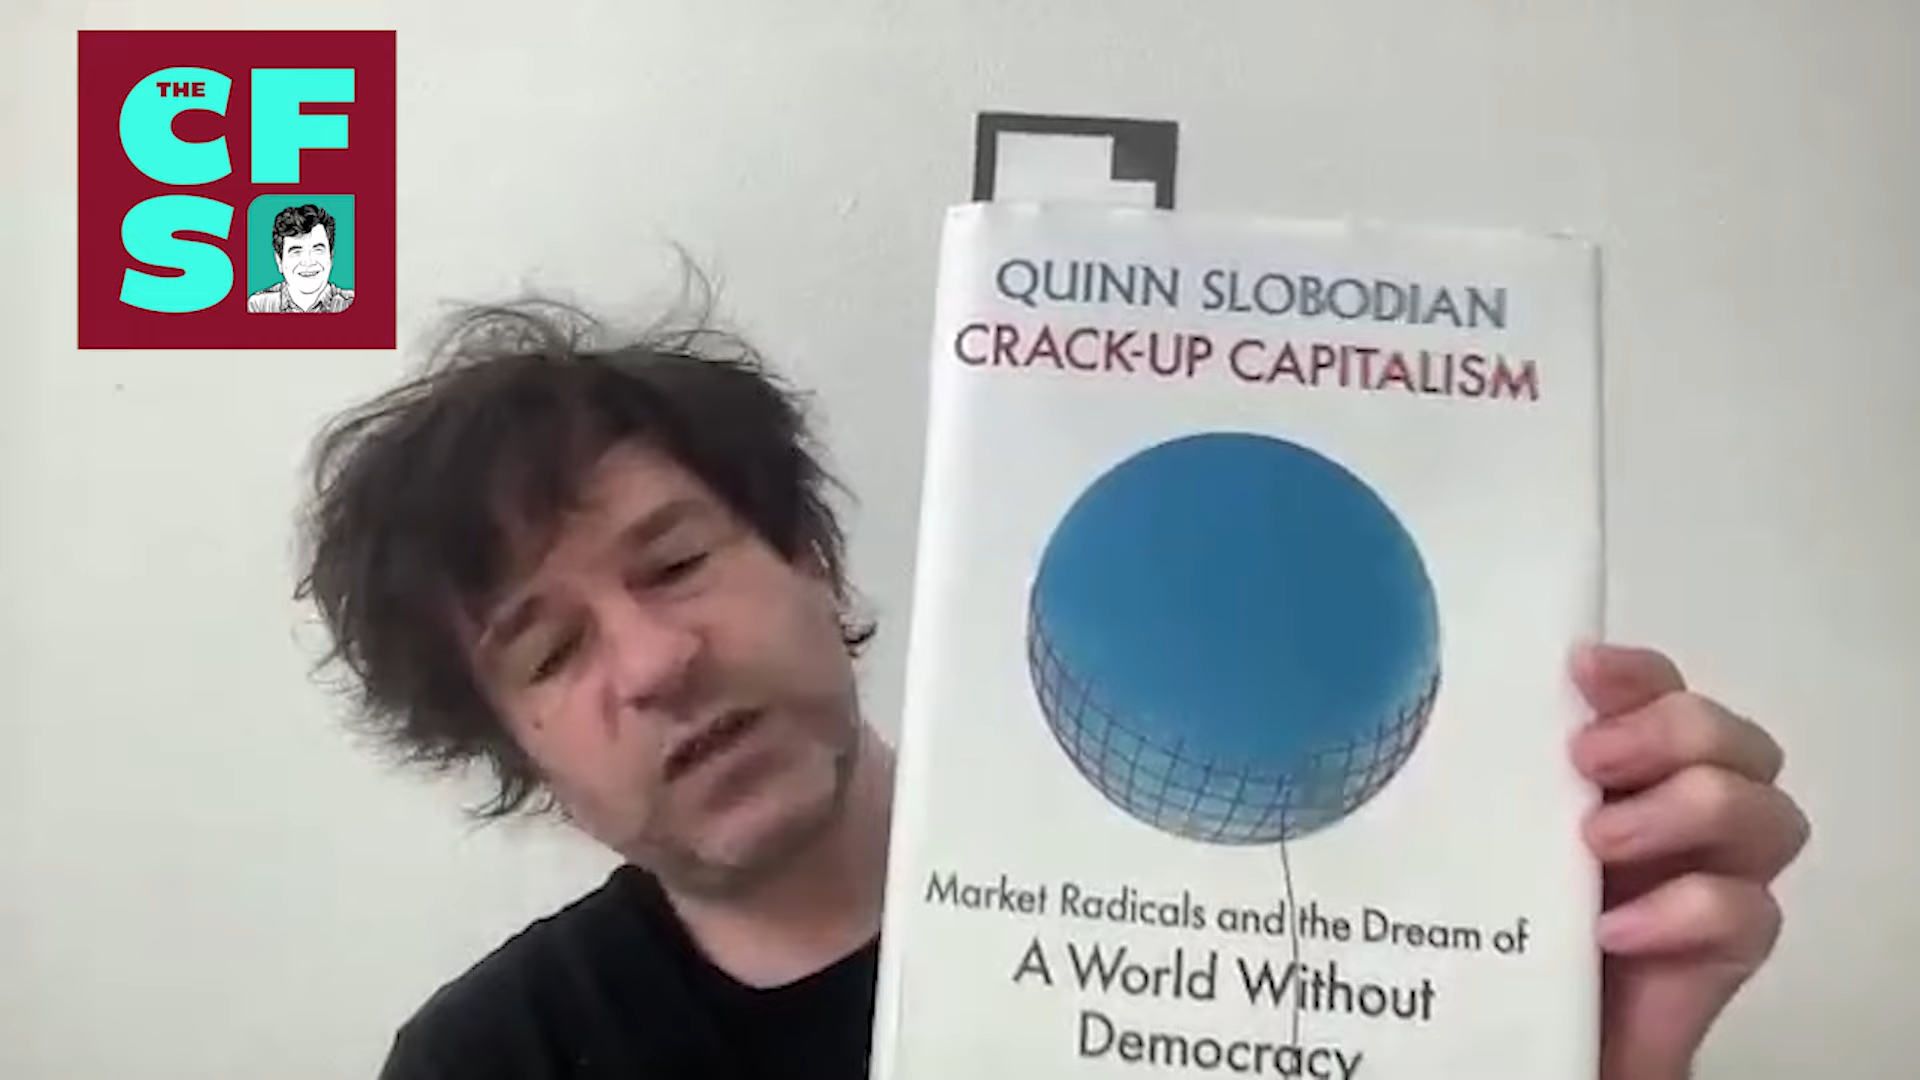 THE
CF
S
QUINN SLOBODIAN
CRACK-UP CAPITALISM
Market Radicals and the Dream of
A World Without
Democracy